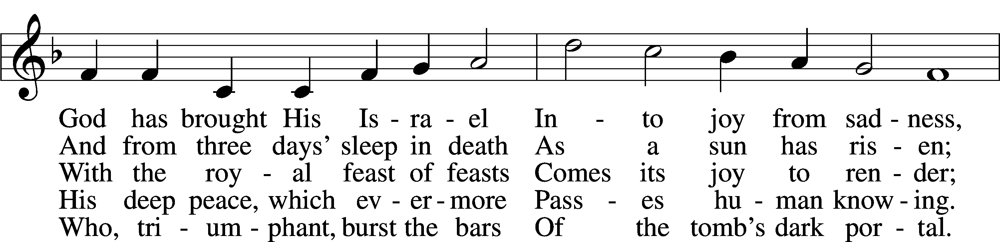 God has brought His Is - ra - el In - to joy from sad - ness,
And from three days’ sleep in death As a sun has ris - en;
With the roy - al feast of feasts Comes its joy to ren - der;
His deep peace, which ev - er - more Pass - es hu - man know - ing.
Who, tri - um - phant, burst the bars Of the tomb’s dark por - tal.